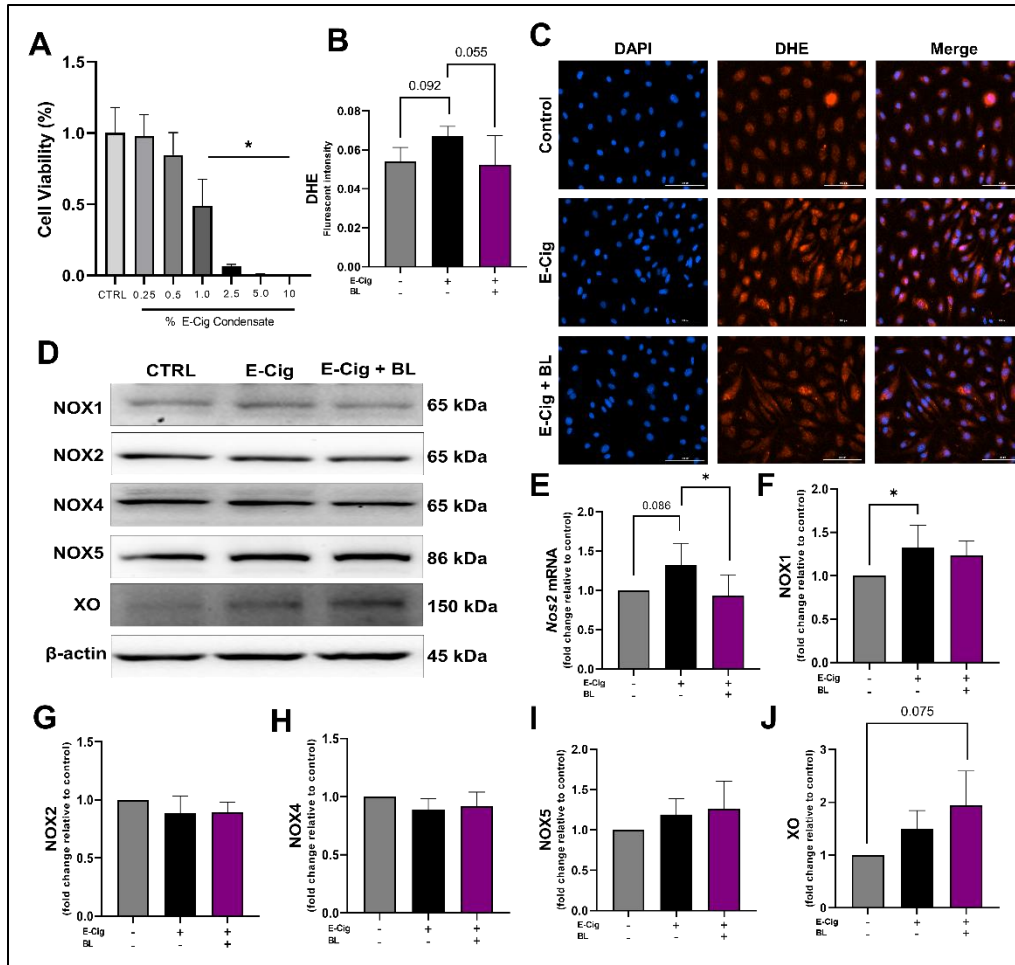 A
Cell Viability (%)
1.5
1.0
0.5
0.0
CTRL 0.25 0.5 1.0 2.5 5.0 10
% E-Cig Condensate
*
B
DHE
Flurescent intensity
0.10
0.08
0.06
0.04
0.02
0.00
0.092
0.055
E-Cig - + +
BL - - +
C
DAPI DHE Merge
Control
E-Cig
E-Cig + BL
D
CTRL E-Cig E-Cig + BL
NOX1 65 kDa
NOX2 65 kDa
NOX4 65 kDa
NOX5 86 kDa
XO 150 kDa
β-actin 45 kDa
E
Nos2 mRNA
(fold change relative to control)
2.0
1.5
1.0
0.5
0.0
0.086
*
E-Cig - + +
BL - - +
F
NOX1
(fold change relative to control)
2.0
1.5
1.0
0.5
0.0
*
E-Cig - + +
BL - - +
G
NOX2
(fold change relative to control)
1.5
1.0
0.5
0.0
E-Cig - + +
BL - - +
H
NOX4
(fold change relative to control)
1.5
1.0
0.5
0.0
E-Cig - + +
BL - - +
I
NOX5
(fold change relative to control)
2.0
1.5
1.0
0.5
0.0
E-Cig - + +
BL - - +
J
XO
(fold change relative to control)
3
2
1
0
0.075
E-Cig - + +
BL - - +